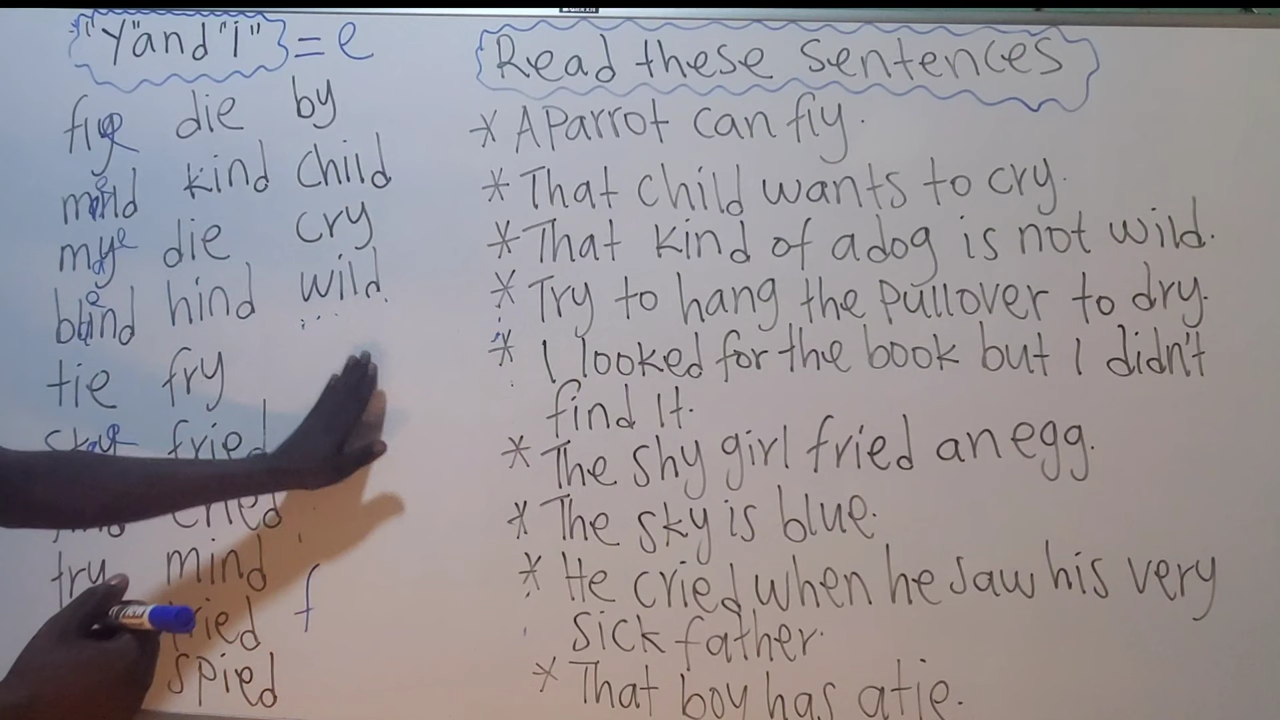 "Y" and "i" = e
fly die by
mind kind child
my die cry
blind hind wild
tie fry
fried
cried
try mind
spied
f
Read these sentences
* A Parrot can fly.
* That child wants to cry.
* That kind of a dog is not wild.
* Try to hang the pullover to dry.
* I looked for the book but I didn't
find it.
* The shy girl fried an egg.
* The sky is blue.
* He cried when he saw his very
sick father.
* That boy has a tie.